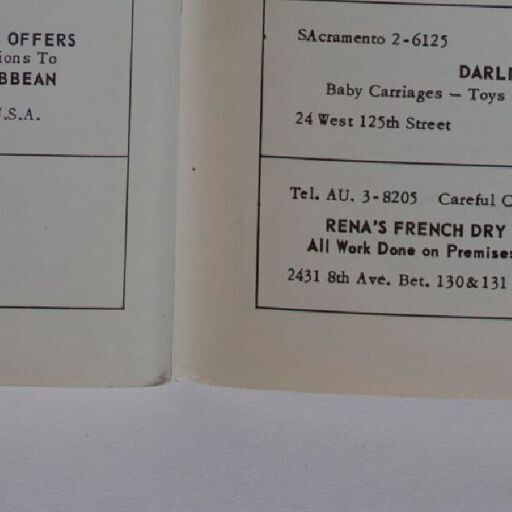 OFFERS
ions To
BBEAN
.S.A.
SAcramento 2-6125
DARL
Baby Carriages — Toys
24 West 125th Street
Tel. AU. 3-8205 Careful C
RENA'S FRENCH DRY
All Work Done on Premises
2431 8th Ave. Bet. 130 & 131